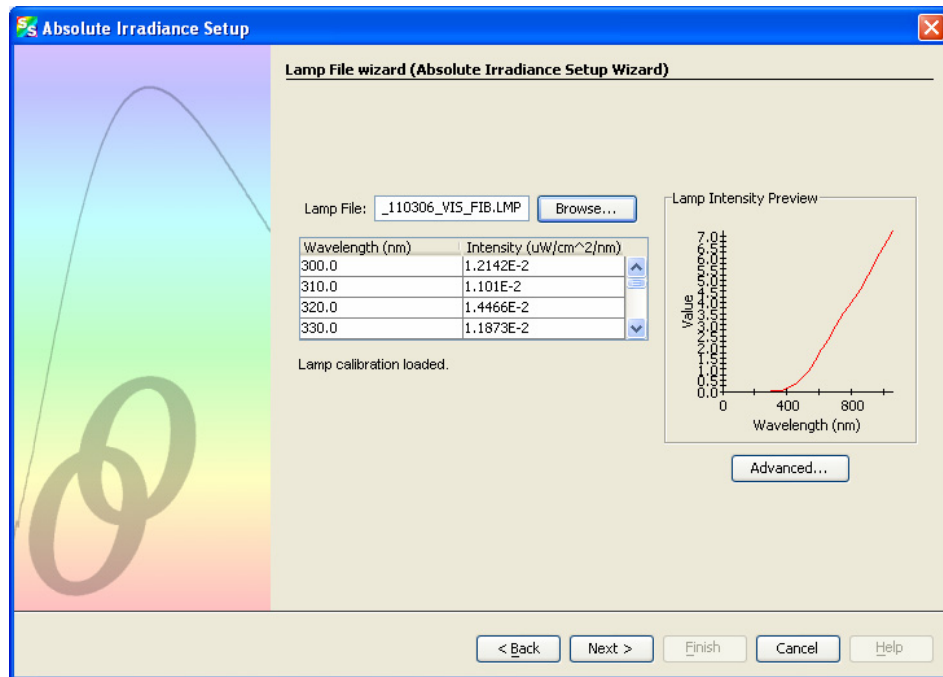 Absolute Irradiance Setup
Lamp File wizard (Absolute Irradiance Setup Wizard)
Lamp File: _110306_VIS_FIB.LMP Browse...
Wavelength (nm) Intensity (uW/cm^2/nm)
300.0 1.2142E-2
310.0 1.101E-2
320.0 1.4466E-2
330.0 1.1873E-2
Lamp calibration loaded.
Lamp Intensity Preview
7.0
6.5
6.0
5.5
5.0
4.5
4.0
3.5
3.0
2.5
2.0
1.5
1.0
0.5
0.0
Value
0 400 800
Wavelength (nm)
Advanced...
< Back Next > Finish Cancel Help